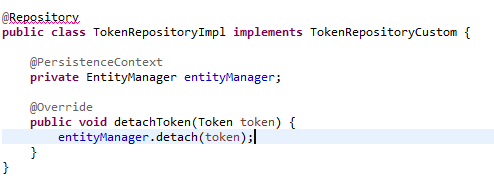 @Repository
public class TokenRepositoryImpl implements TokenRepositoryCustom {
@PersistenceContext
private EntityManager entityManager;
@Override
public void detachToken(Token token) {
entityManager.detach(token);
}
}